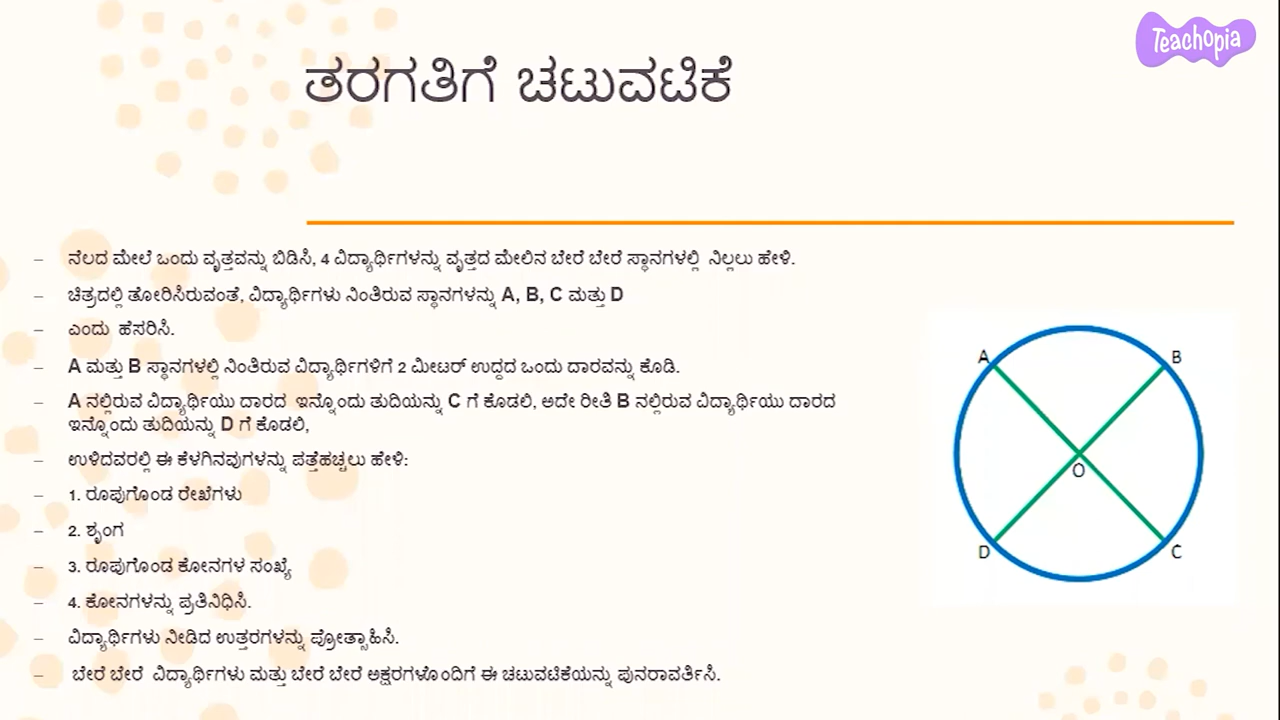 Teachopia
ತರಗತಿಗೆ ಚಟುವಟಿಕೆ
– ನೆಲದ ಮೇಲೆ ಒಂದು ವೃತ್ತವನ್ನು ಬಿಡಿಸಿ, 4 ವಿದ್ಯಾರ್ಥಿಗಳನ್ನು ವೃತ್ತದ ಮೇಲಿನ ಬೇರೆ ಬೇರೆ ಸ್ಥಾನಗಳಲ್ಲಿ ನಿಲ್ಲಲು ಹೇಳಿ.
– ಚಿತ್ರದಲ್ಲಿ ತೋರಿಸಿರುವಂತೆ, ವಿದ್ಯಾರ್ಥಿಗಳು ನಿಂತಿರುವ ಸ್ಥಾನಗಳನ್ನು A, B, C ಮತ್ತು D
– ಎಂದು ಹೆಸರಿಸಿ.
– A ಮತ್ತು B ಸ್ಥಾನಗಳಲ್ಲಿ ನಿಂತಿರುವ ವಿದ್ಯಾರ್ಥಿಗಳಿಗೆ 2 ಮೀಟರ್ ಉದ್ದದ ಒಂದು ದಾರವನ್ನು ಕೊಡಿ.
– A ನಲ್ಲಿರುವ ವಿದ್ಯಾರ್ಥಿಯು ದಾರದ ಇನ್ನೊಂದು ತುದಿಯನ್ನು C ಗೆ ಕೊಡಲಿ, ಅದೇ ರೀತಿ B ನಲ್ಲಿರುವ ವಿದ್ಯಾರ್ಥಿಯು ದಾರದ
ಇನ್ನೊಂದು ತುದಿಯನ್ನು D ಗೆ ಕೊಡಲಿ,
– ಉಳಿದವರಲ್ಲಿ ಈ ಕೆಳಗಿನವುಗಳನ್ನು ಪತ್ತೆಹಚ್ಚಲು ಹೇಳಿ:
– 1. ರೂಪುಗೊಂಡ ರೇಖೆಗಳು
– 2. ಶೃಂಗ
– 3. ರೂಪುಗೊಂಡ ಕೋನಗಳ ಸಂಖ್ಯೆ
– 4. ಕೋನಗಳನ್ನು ಪ್ರತಿನಿಧಿಸಿ.
– ವಿದ್ಯಾರ್ಥಿಗಳು ನೀಡಿದ ಉತ್ತರಗಳನ್ನು ಪ್ರೋತ್ಸಾಹಿಸಿ.
– ಬೇರೆ ಬೇರೆ ವಿದ್ಯಾರ್ಥಿಗಳು ಮತ್ತು ಬೇರೆ ಬೇರೆ ಅಕ್ಷರಗಳೊಂದಿಗೆ ಈ ಚಟುವಟಿಕೆಯನ್ನು ಪುನರಾವರ್ತಿಸಿ.
A B
O
D C